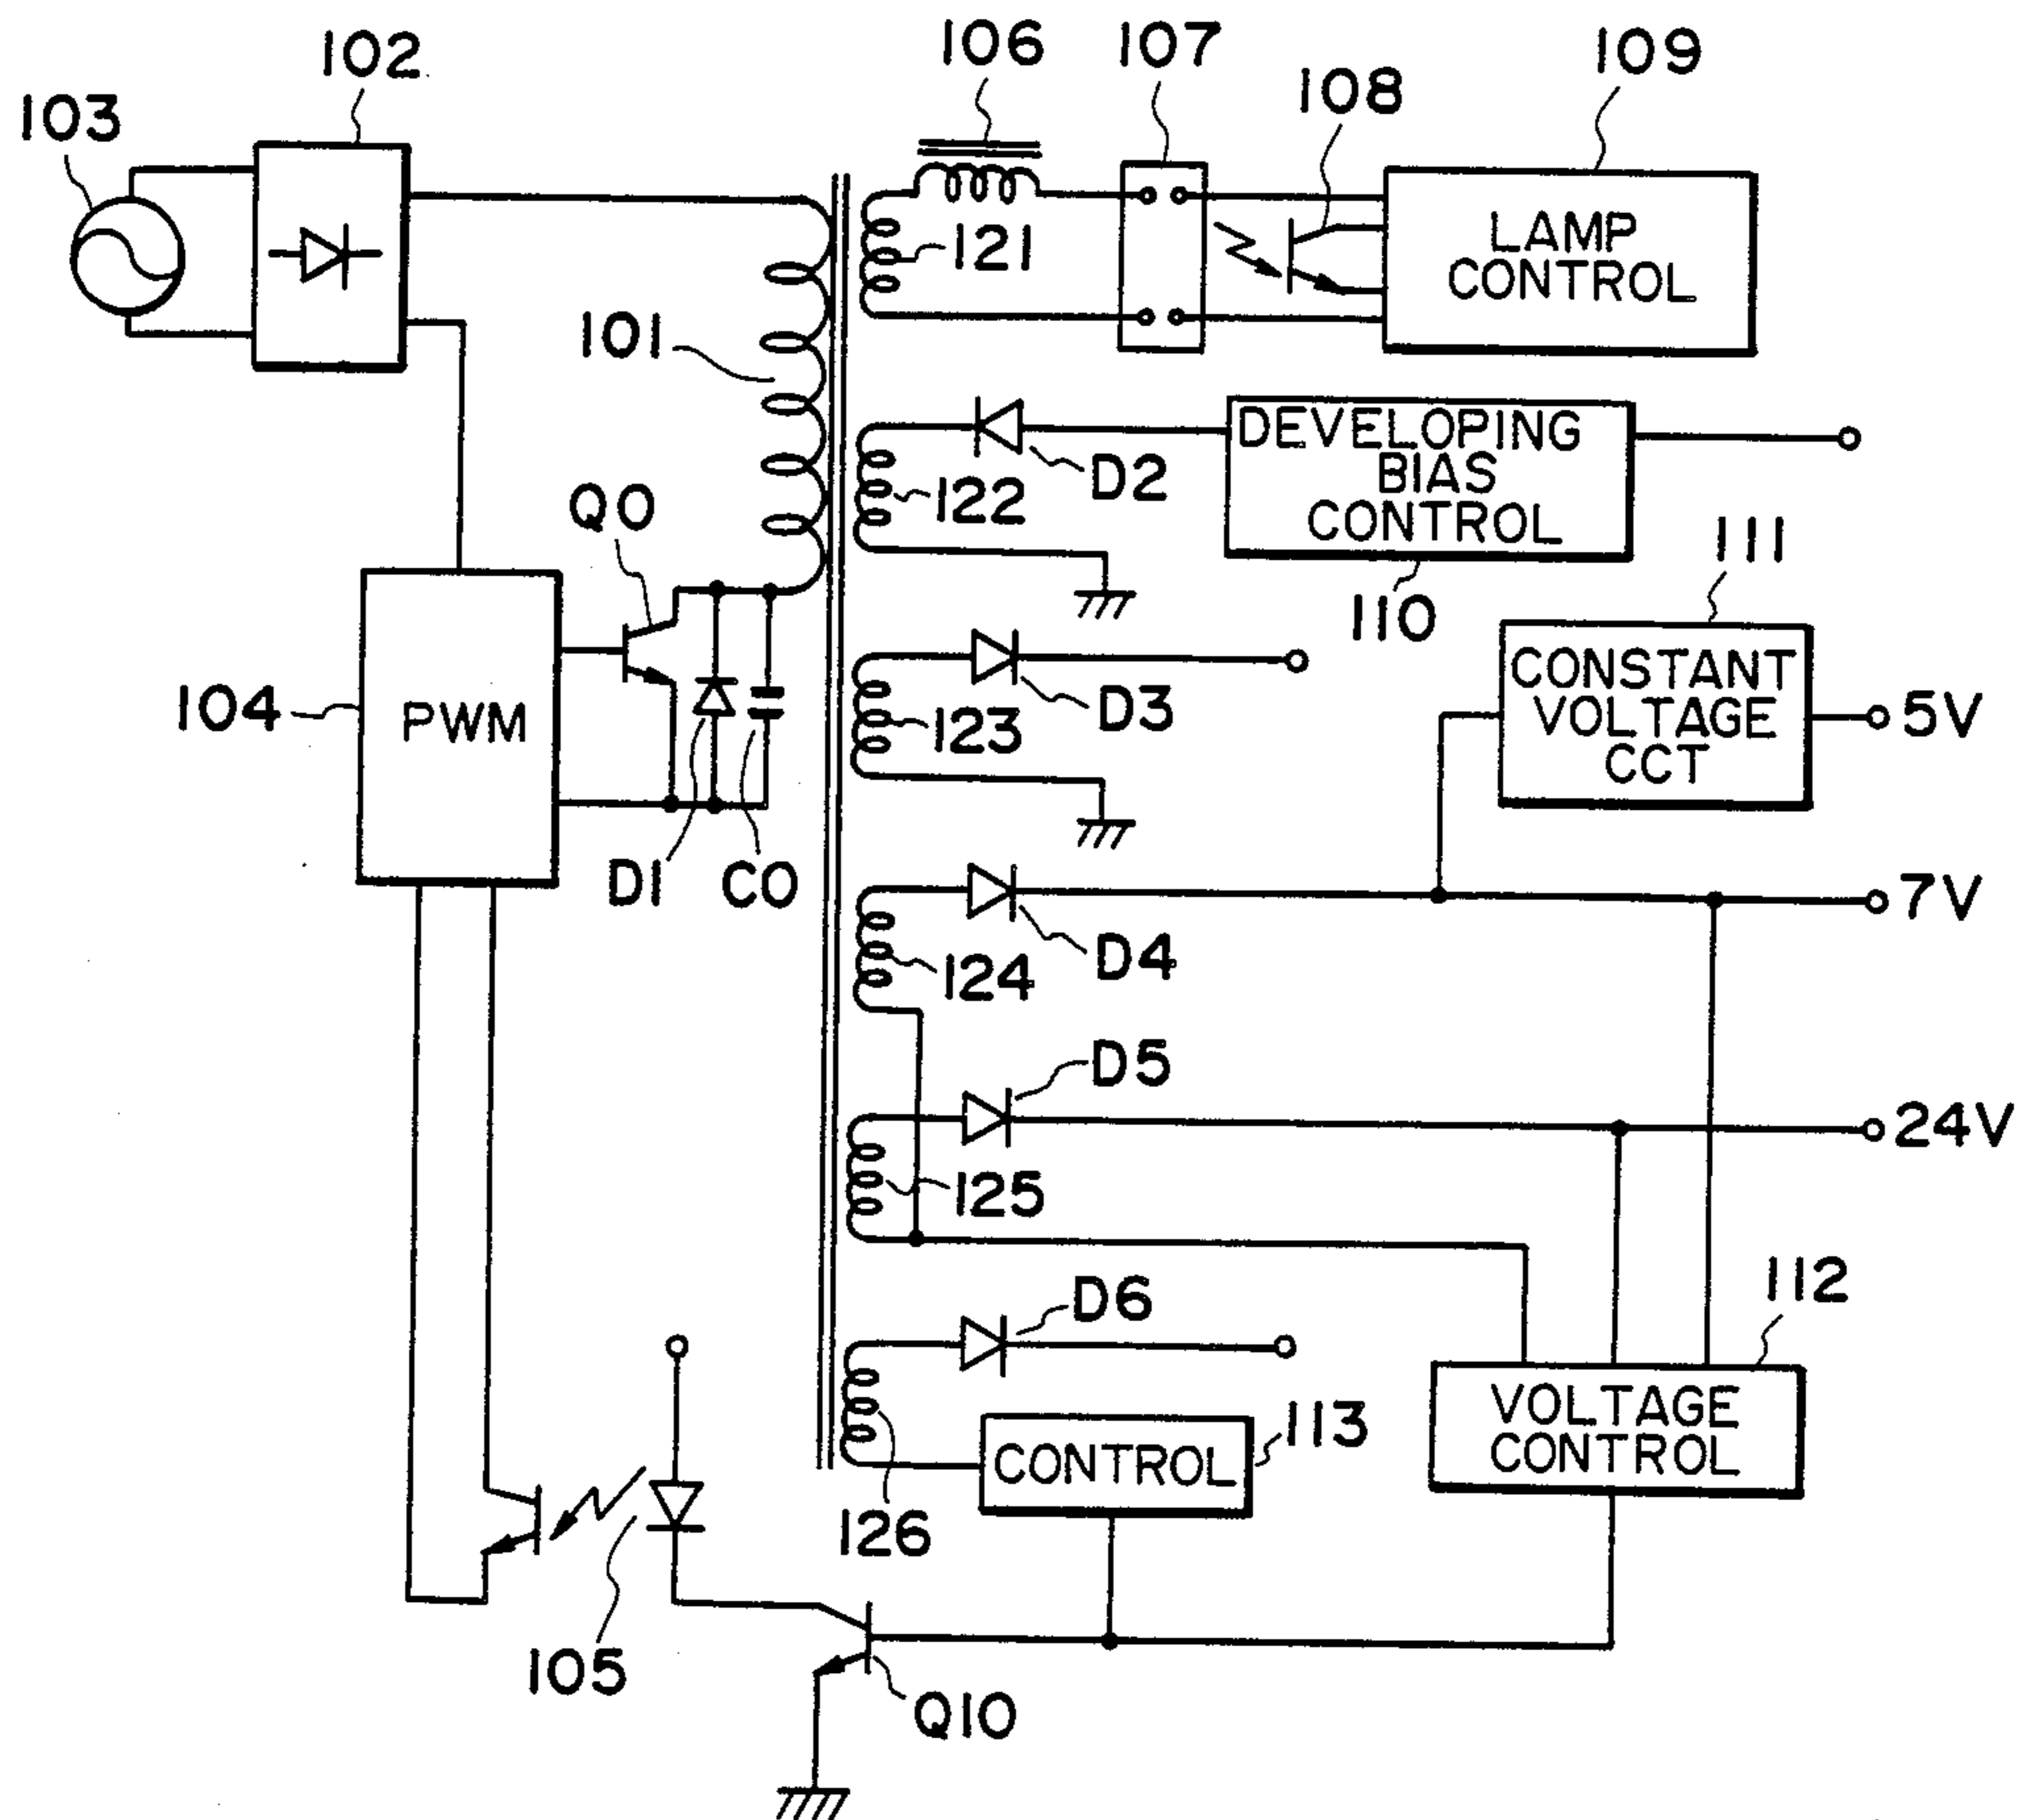 106
107
109
102
108
103
LAMP
CONTROL
121
101
DEVELOPING
BIAS
CONTROL
D2
122
Q0
111
110
CONSTANT
VOLTAGE
CCT
5V
104
PWM
D3
123
D1
C0
7V
D4
124
D5
24V
125
112
D6
VOLTAGE
CONTROL
113
CONTROL
126
105
Q10